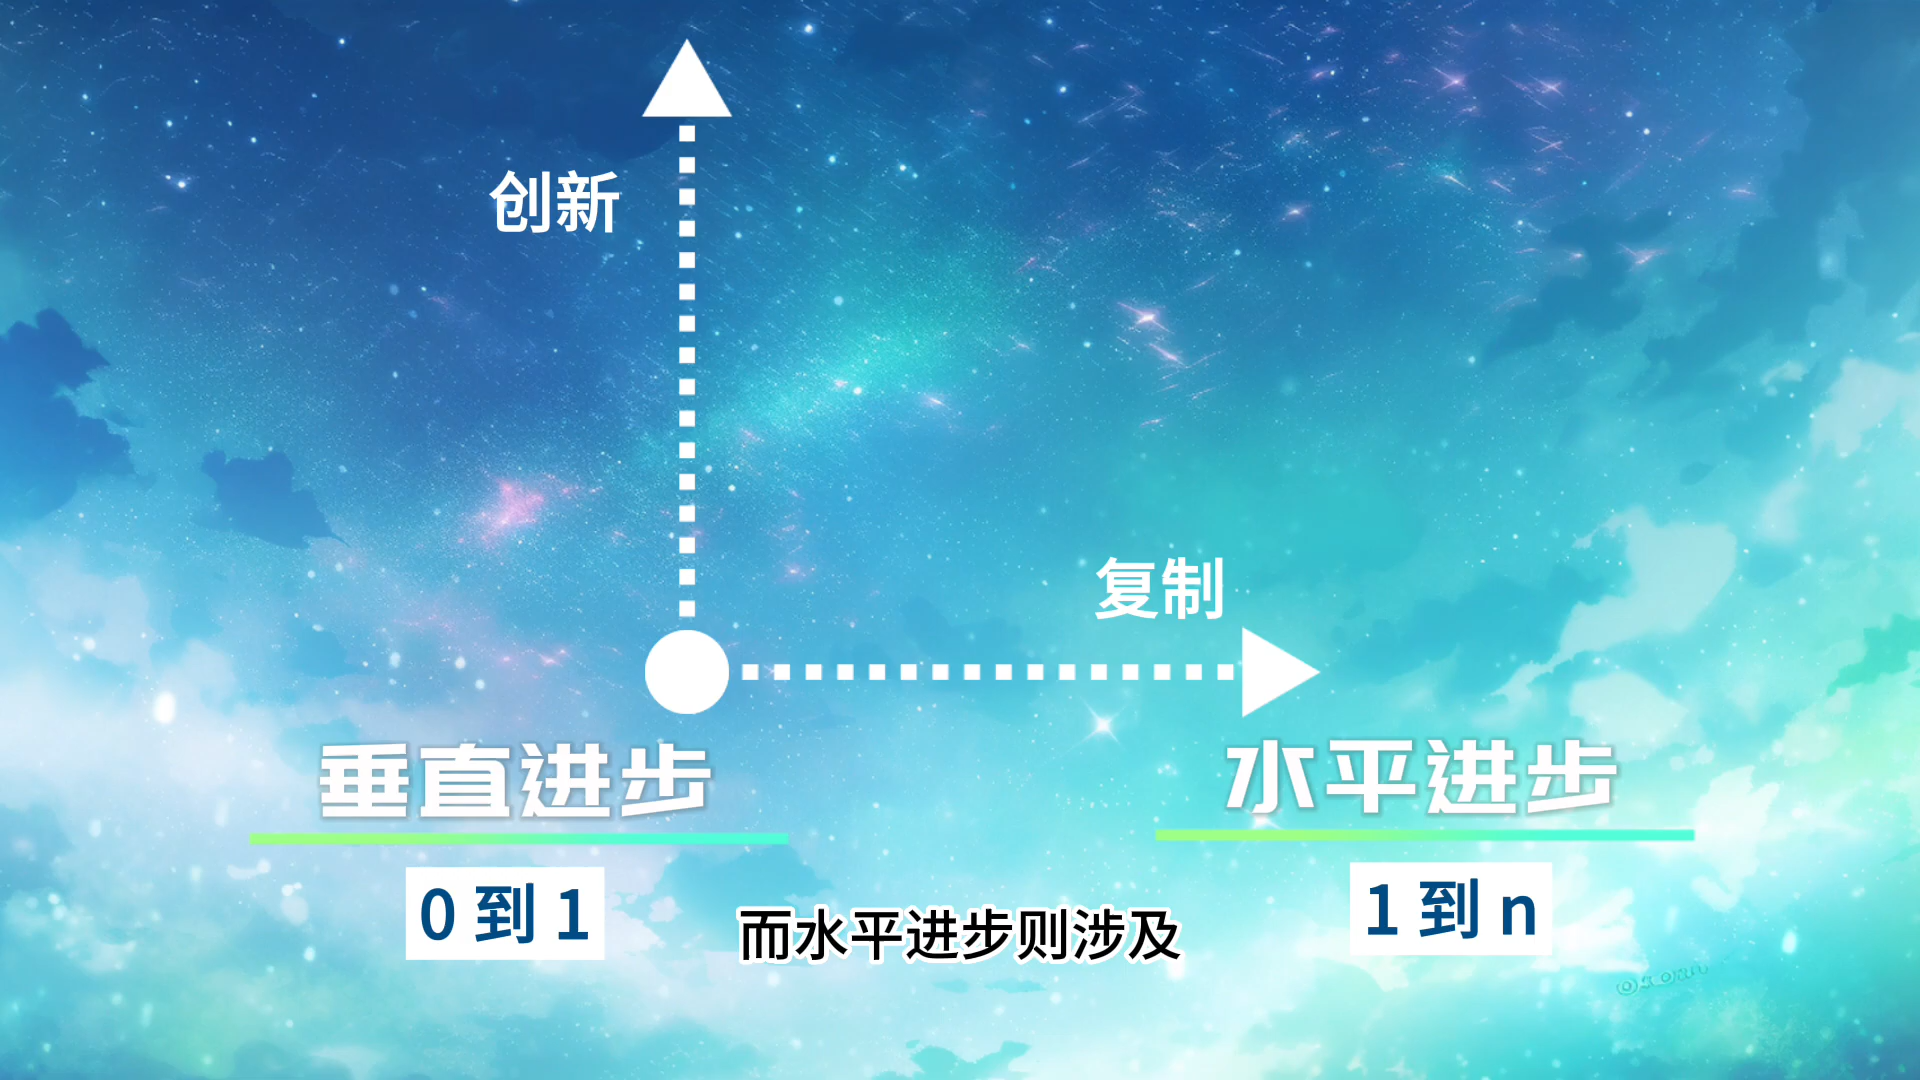 创新
复制
垂直进步
水平进步
0 到 1
1 到 n
而水平进步则涉及